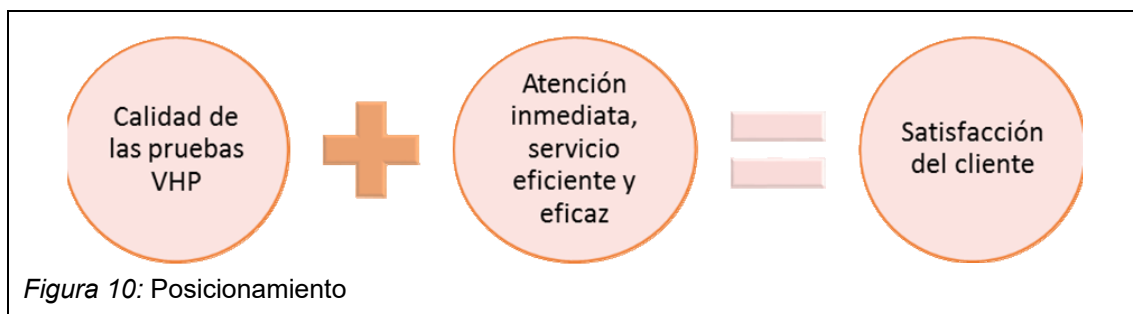 Calidad de
las pruebas
VHP
Atención
inmediata,
servicio
eficiente y
eficaz
Satisfacción
del cliente
Figura 10: Posicionamiento